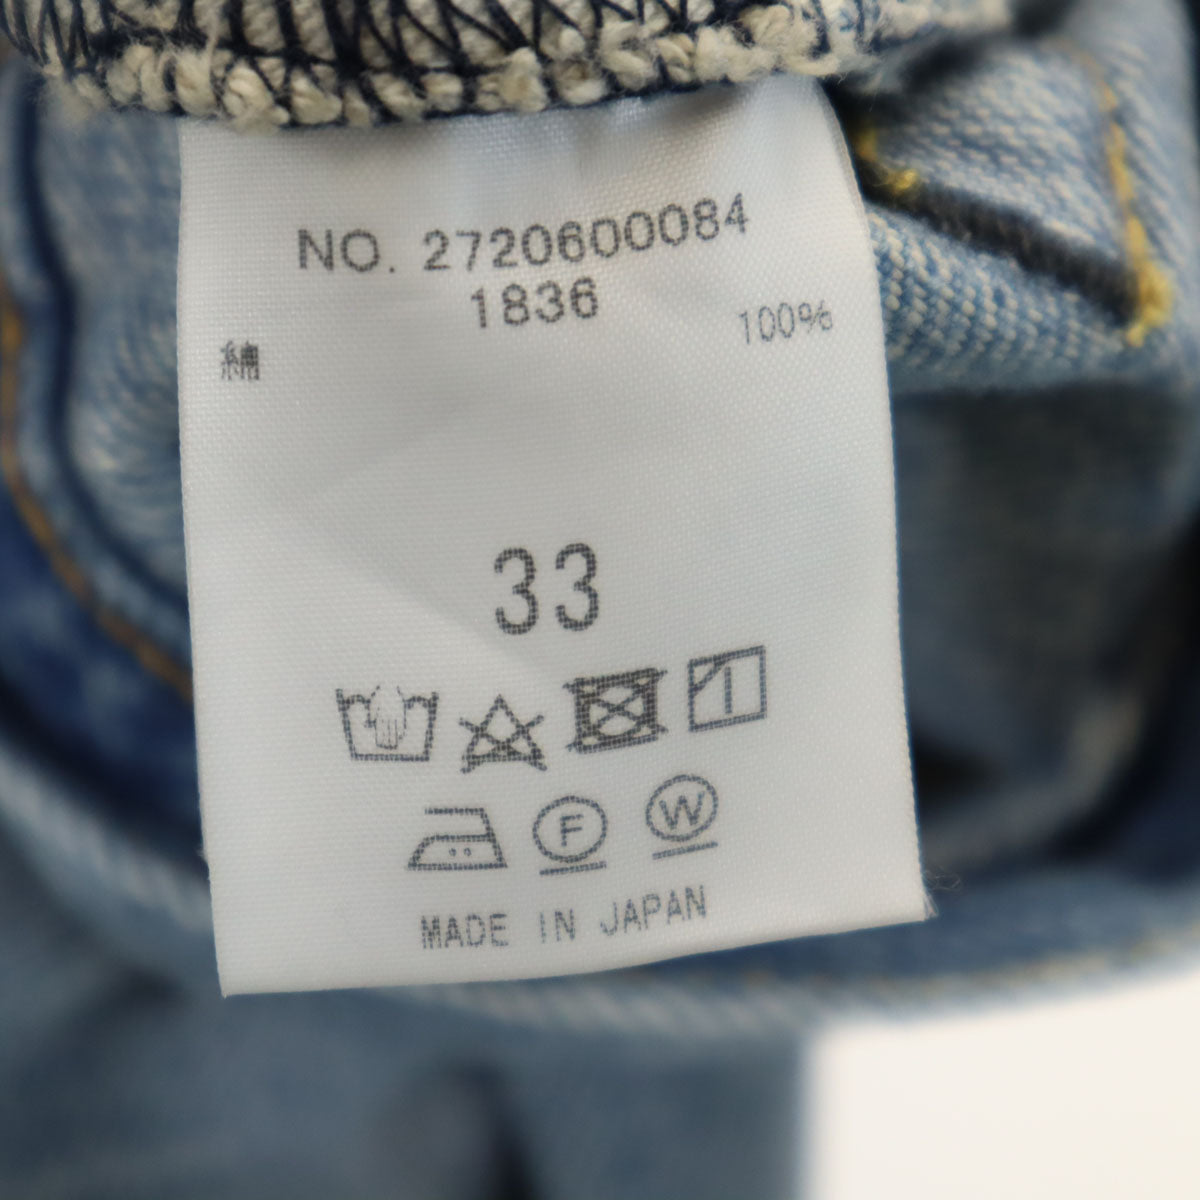 NO. 2720600084
1836
綿 100%
33
F W
MADE IN JAPAN